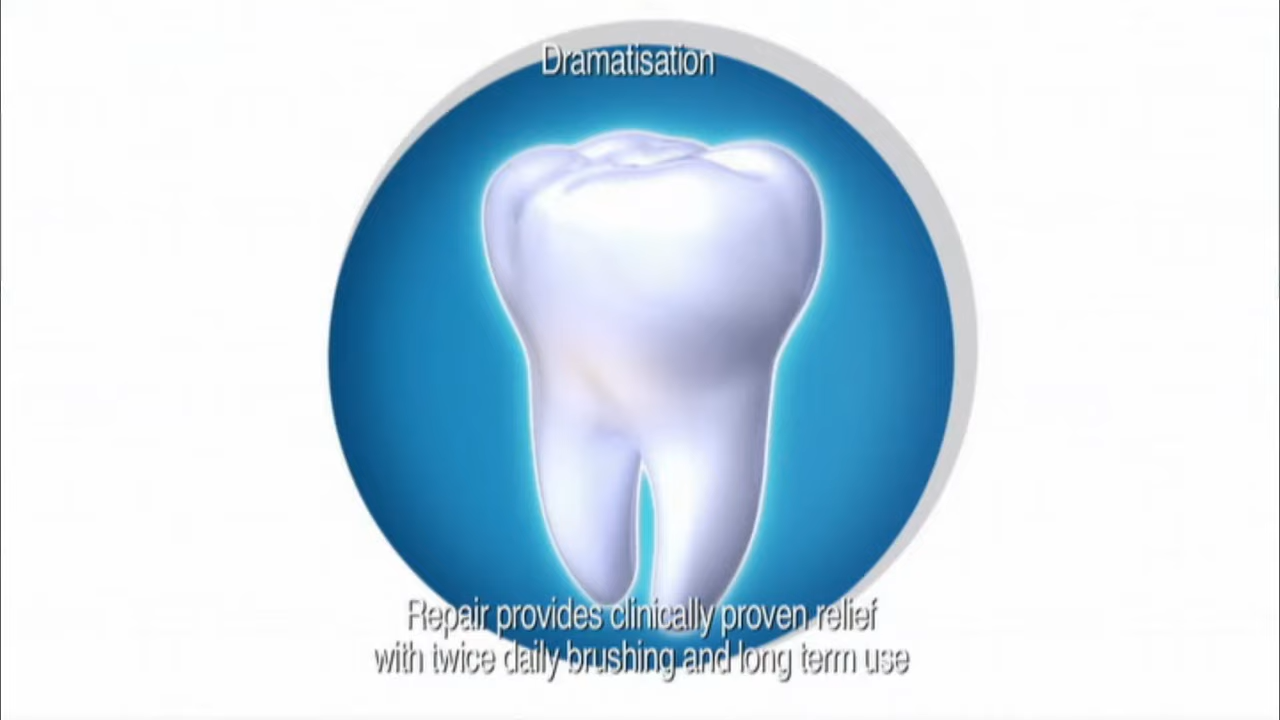 Dramatisation
Repair provides clinically proven relief
with twice daily brushing and long term use